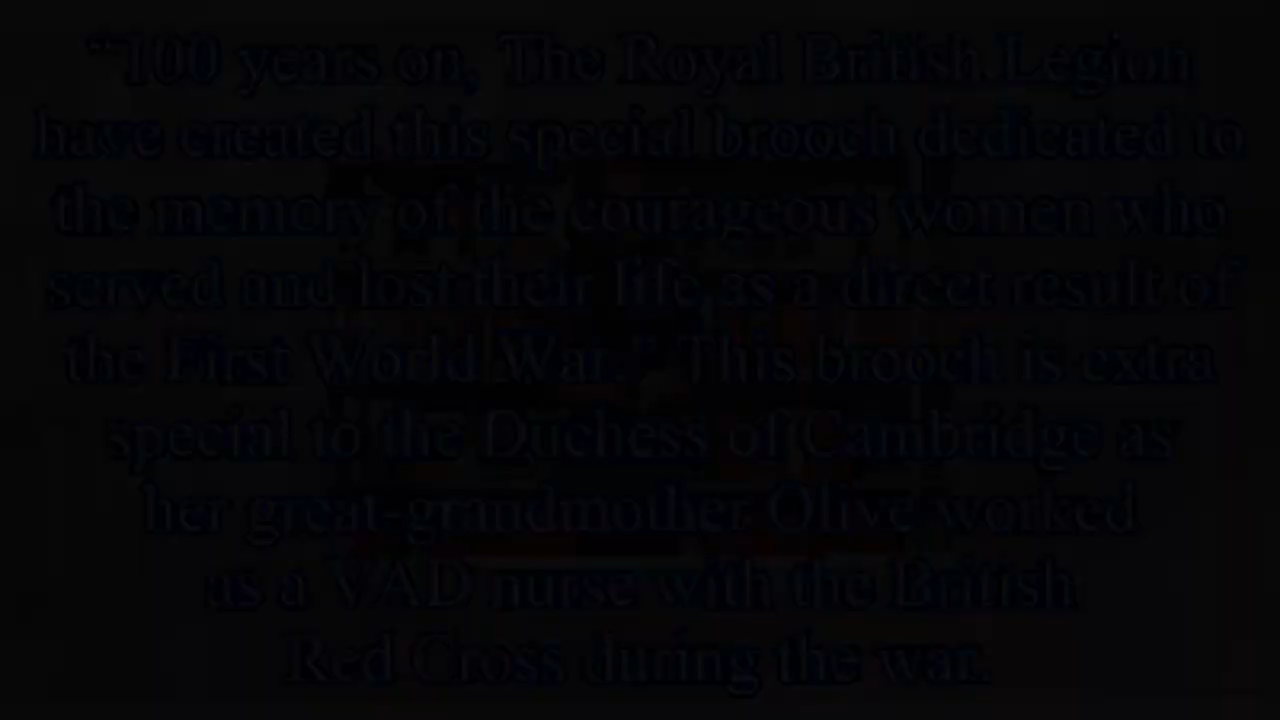 "100 years on, The Royal British Legion
have created this special brooch dedicated to
the memory of the courageous women who
served and lost their life as a direct result of
the First World War." This brooch is extra
special to the Duchess of Cambridge as
her great-grandmother Olive worked
as a VAD nurse with the British
Red Cross during the war.